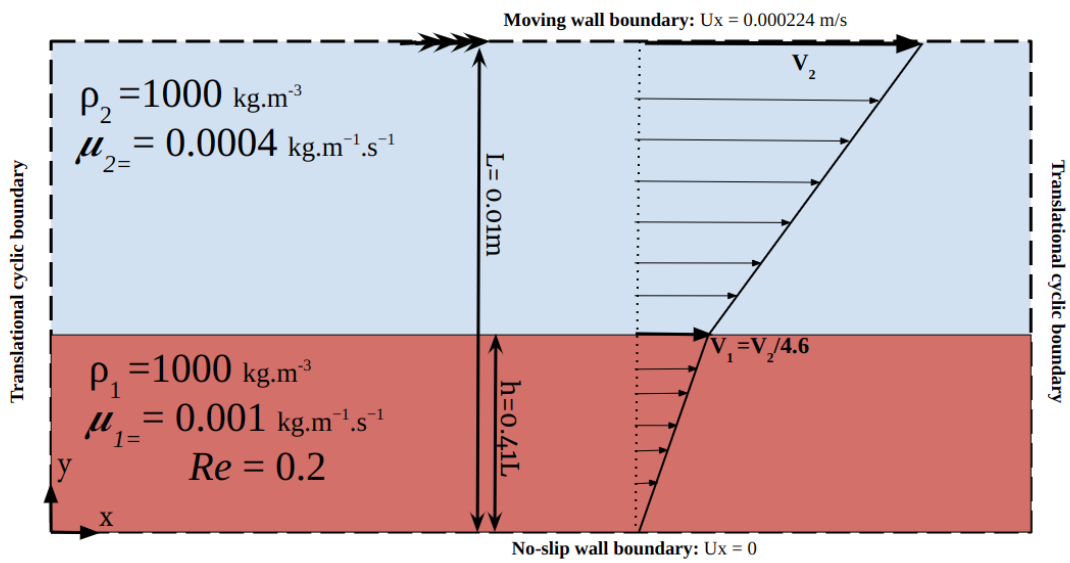 Moving wall boundary: Ux = 0.000224 m/s
V₂
ρ₂ =1000 kg.m⁻³
μ₂₌= 0.0004 kg.m⁻¹.s⁻¹
L= 0.01m
Translational cyclic boundary
Translational cyclic boundary
V₁=V₂/4.6
ρ₁ =1000 kg.m⁻³
μ₁₌= 0.001 kg.m⁻¹.s⁻¹
Re = 0.2
h=0.41L
y
x
No-slip wall boundary: Ux = 0